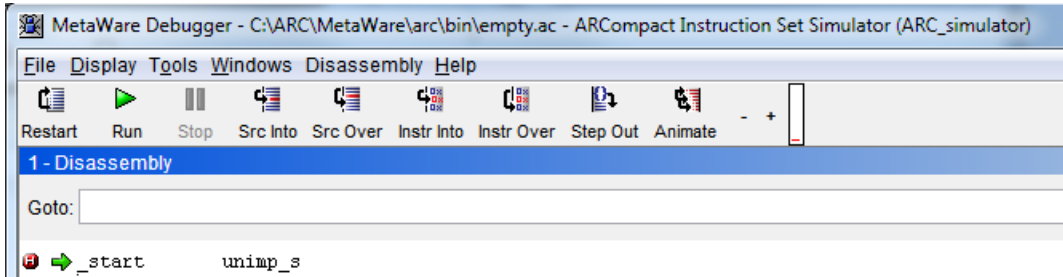 MetaWare Debugger - C:\ARC\MetaWare\arc\bin\empty.ac - ARCompact Instruction Set Simulator (ARC_simulator)
File Display Tools Windows Disassembly Help
Restart Run Stop Src Into Src Over Instr Into Instr Over Step Out Animate - +
1 - Disassembly
Goto:
_start unimp_s